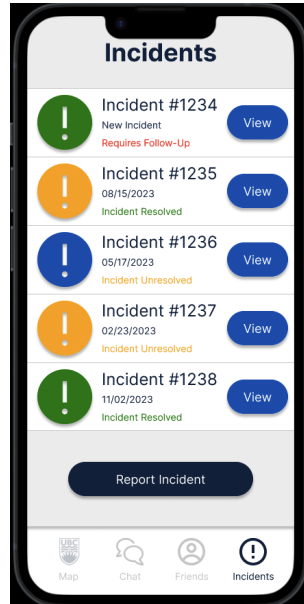 Incidents
Incident #1234
New Incident
Requires Follow-Up
View
Incident #1235
08/15/2023
Incident Resolved
View
Incident #1236
05/17/2023
Incident Unresolved
View
Incident #1237
02/23/2023
Incident Unresolved
View
Incident #1238
11/02/2023
Incident Resolved
View
Report Incident
UBC
Map
Chat
Friends
Incidents